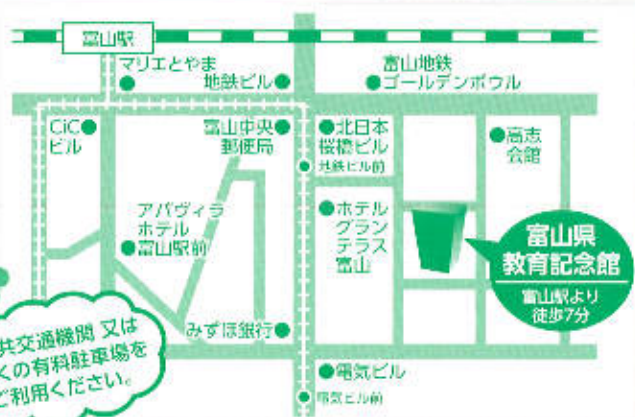 富山駅
マリエとやま
地鉄ビル
富山地鉄
ゴールデンボウル
CiC
ビル
富山中央
郵便局
北日本
桜橋ビル
地鉄ビル前
高志
会館
アパヴィラ
ホテル
富山駅前
ホテル
グラン
テラス
富山
富山県
教育記念館
富山駅より
徒歩7分
みずほ銀行
共交通機関 又は
くの有料駐車場を
ご利用ください。
電気ビル
電気ビル前